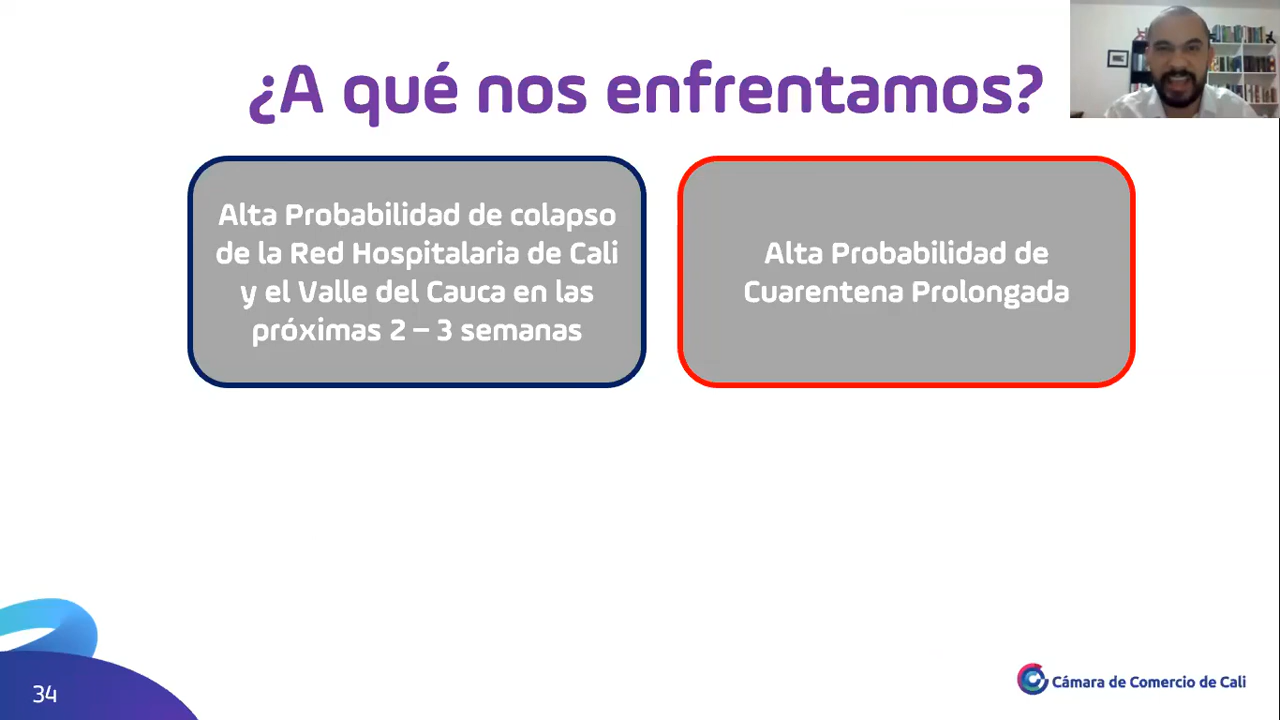 ¿A qué nos enfrentamos?
Alta Probabilidad de colapso
de la Red Hospitalaria de Cali
y el Valle del Cauca en las
próximas 2 – 3 semanas
Alta Probabilidad de
Cuarentena Prolongada
34
Cámara de Comercio de Cali